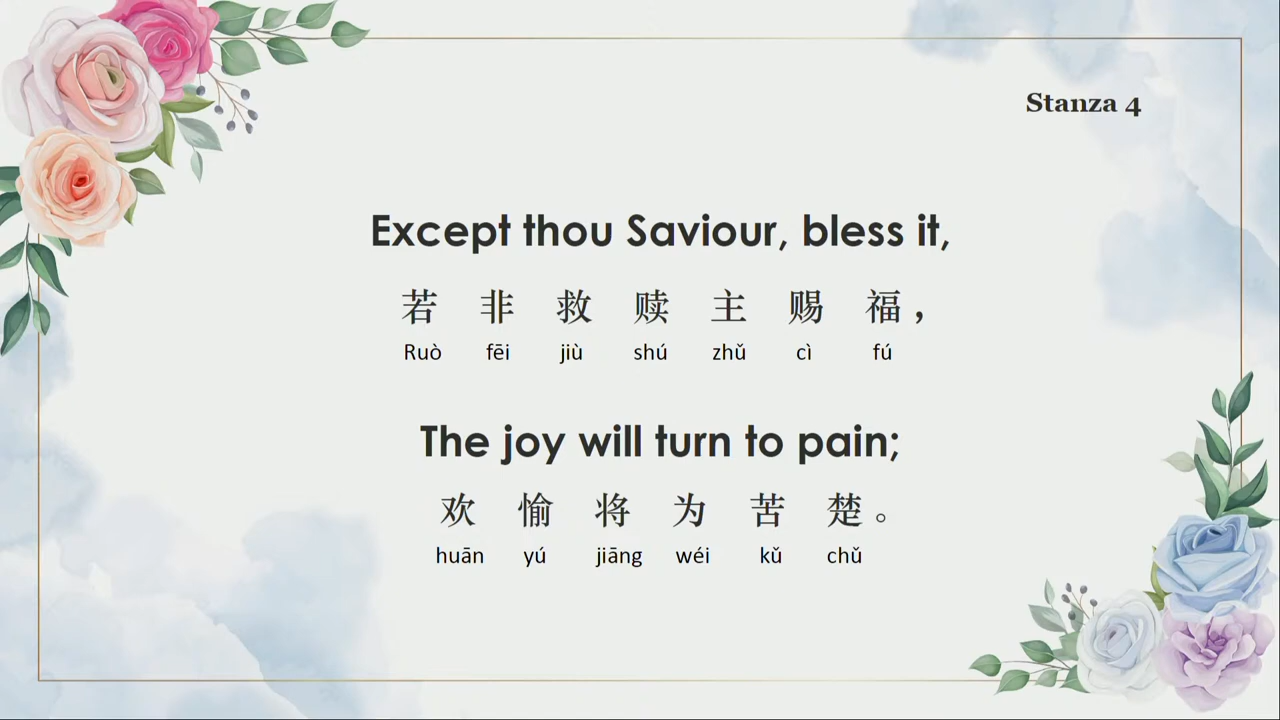 Stanza 4
Except thou Saviour, bless it,
若非救赎主赐福，
Ruò fēi jiù shú zhǔ cì fú
The joy will turn to pain;
欢愉将为苦楚。
huān yú jiāng wéi kǔ chǔ